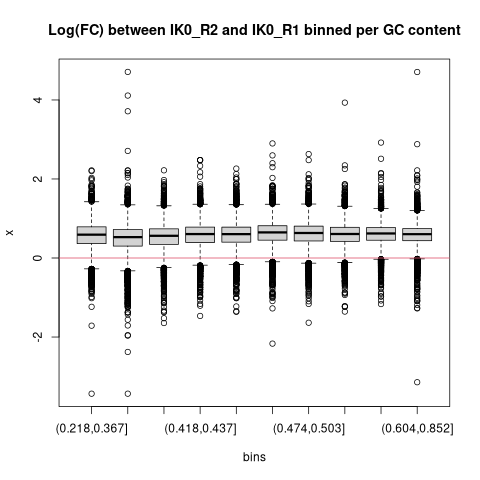 Log(FC) between IK0_R2 and IK0_R1 binned per GC content
4
2
0
-2
x
(0.218,0.367]
(0.418,0.437]
(0.474,0.503]
(0.604,0.852]
bins